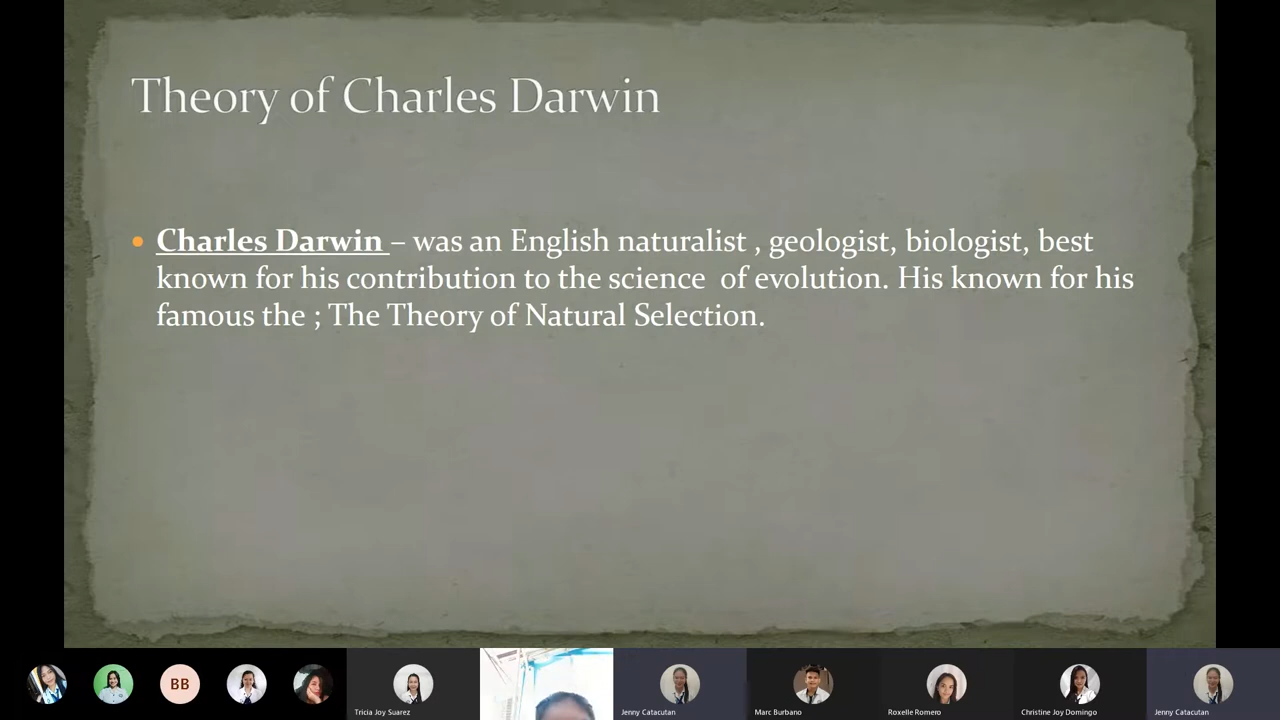 Theory of Charles Darwin
• Charles Darwin – was an English naturalist , geologist, biologist, best
known for his contribution to the science  of evolution. His known for his
famous the ; The Theory of Natural Selection.
BB
Tricia Joy Suarez
Jenny Catacutan
Marc Burbano
Roxelle Romero
Christine Joy Domingo
Jenny Catacutan